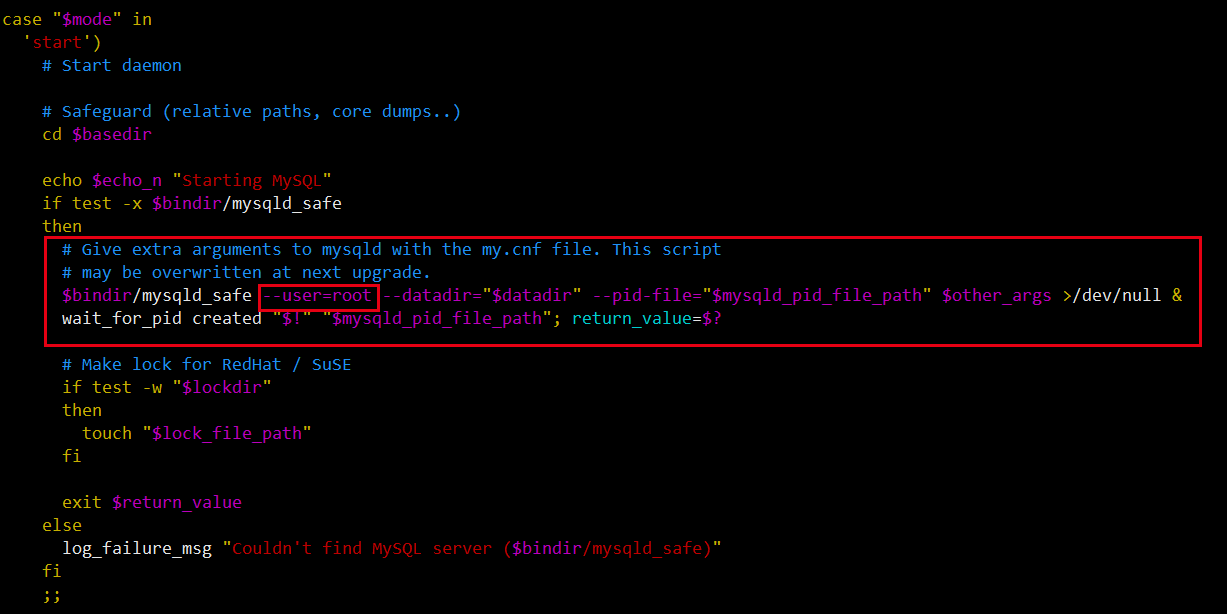 case "$mode" in
  'start')
    # Start daemon

    # Safeguard (relative paths, core dumps..)
    cd $basedir

    echo $echo_n "Starting MySQL"
    if test -x $bindir/mysqld_safe
    then
      # Give extra arguments to mysqld with the my.cnf file. This script
      # may be overwritten at next upgrade.
      $bindir/mysqld_safe --user=root --datadir="$datadir" --pid-file="$mysqld_pid_file_path" $other_args >/dev/null &
      wait_for_pid created "$!" "$mysqld_pid_file_path"; return_value=$?

      # Make lock for RedHat / SuSE
      if test -w "$lockdir"
      then
        touch "$lock_file_path"
      fi

      exit $return_value
    else
      log_failure_msg "Couldn't find MySQL server ($bindir/mysqld_safe)"
    fi
    ;;